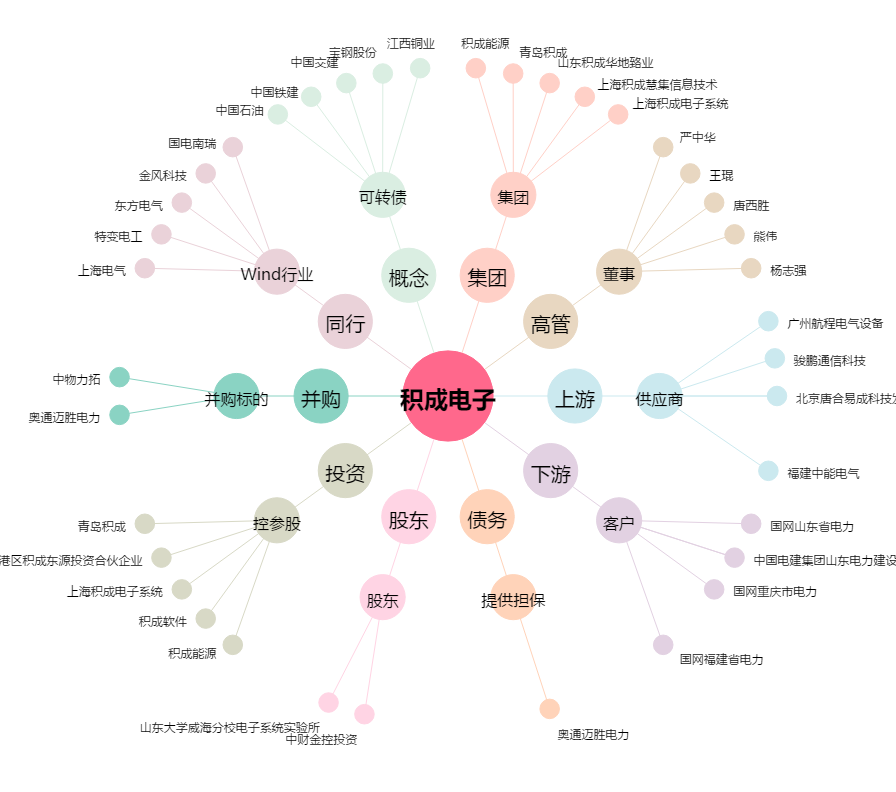 江西铜业
宝钢股份
中国交建
中国铁建
中国石油
可转债
概念
积成能源
青岛积成
山东积成华地臵业
上海积成慧集信息技术
上海积成电子系统
集团
集团
国电南瑞
金风科技
东方电气
特变电工
上海电气
Wind行业
同行
严中华
王琨
唐西胜
熊伟
杨志强
董事
高管
中物力拓
奥通迈胜电力
并购标的
并购
积成电子
上游
供应商
广州航程电气设备
骏鹏通信科技
北京唐合易成科技发
福建中能电气
投资
控参股
青岛积成
港区积成东源投资合伙企业
上海积成电子系统
积成软件
积成能源
股东
股东
山东大学威海分校电子系统实验所
中财金控投资
债务
提供担保
奥通迈胜电力
下游
客户
国网山东省电力
中国电建集团山东电力建设
国网重庆市电力
国网福建省电力